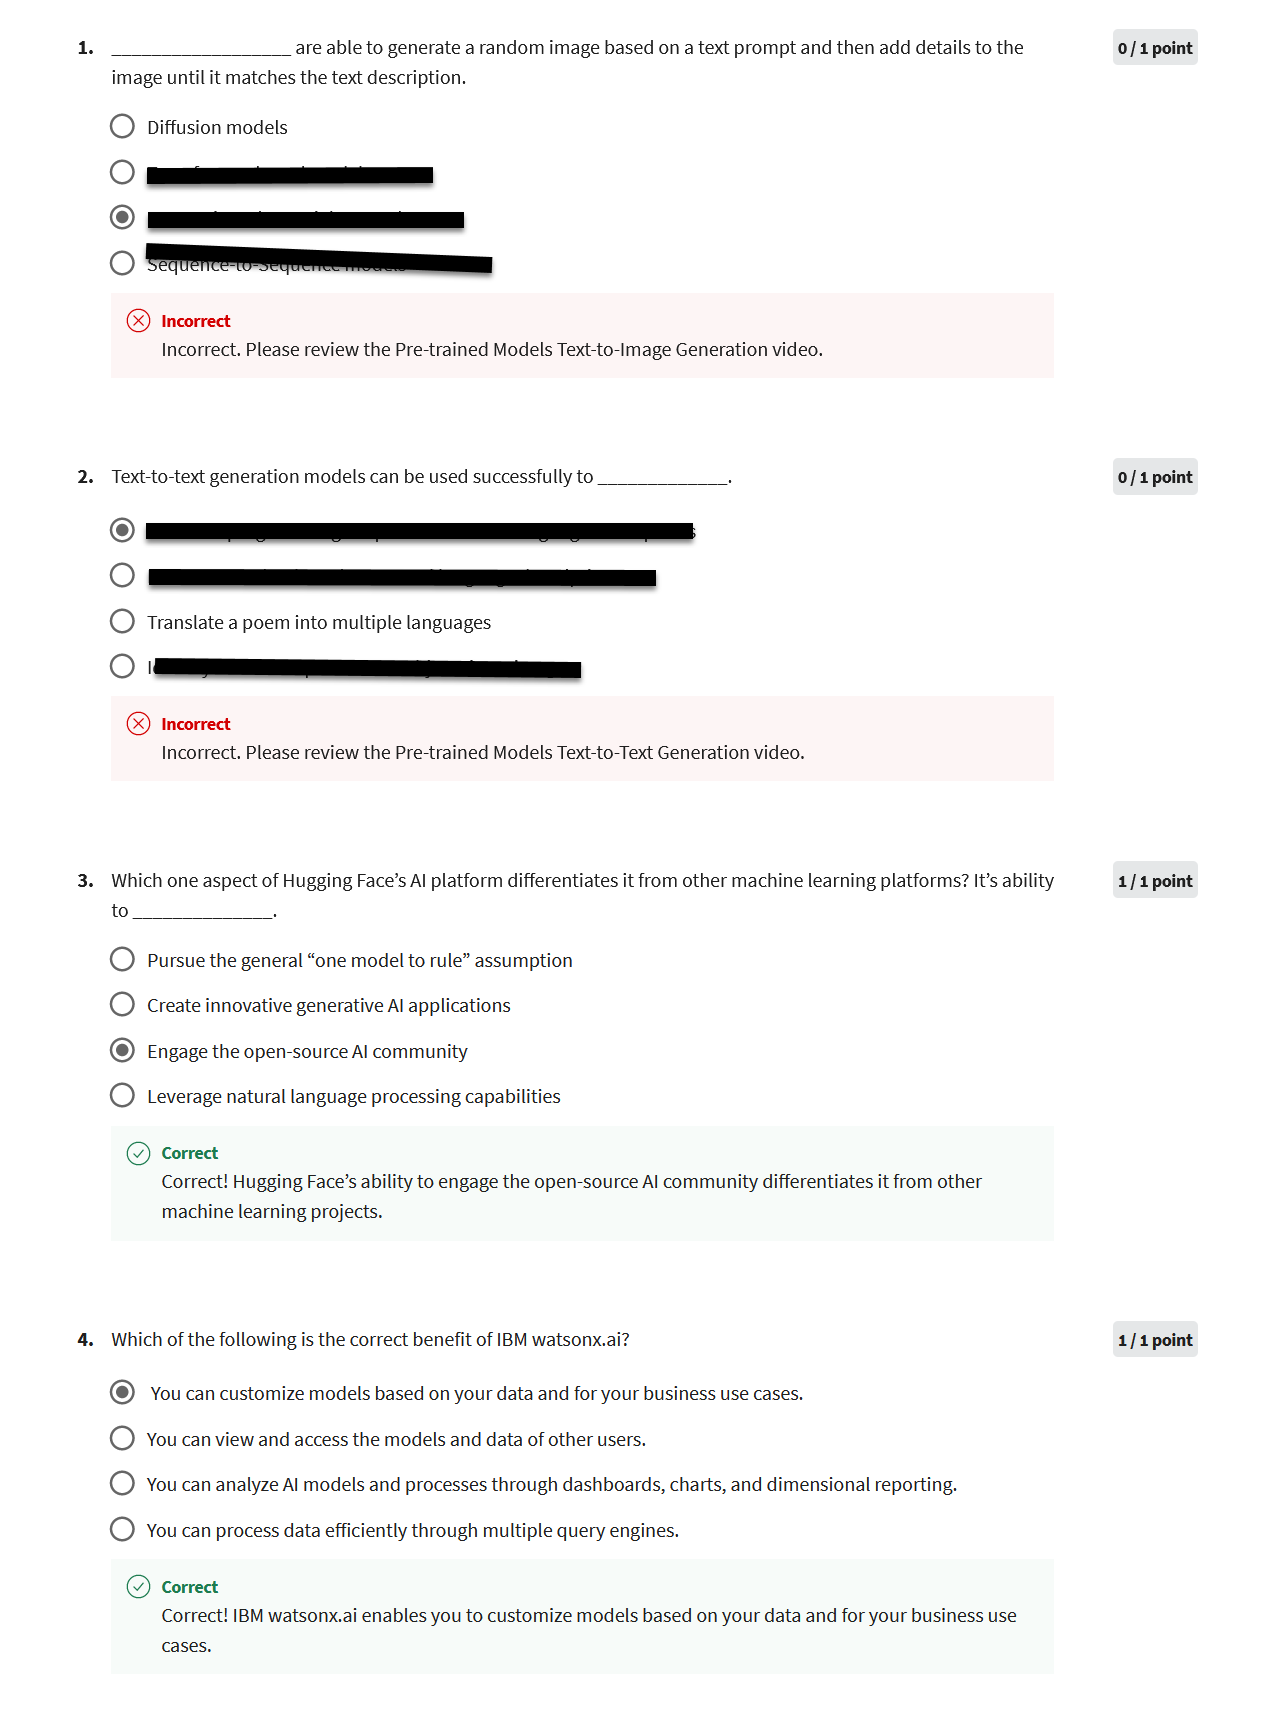 1. __________________ are able to generate a random image based on a text prompt and then add details to the
image until it matches the text description.
0 / 1 point
Diffusion models
Sequence-to-Sequence models
Incorrect
Incorrect. Please review the Pre-trained Models Text-to-Image Generation video.
2. Text-to-text generation models can be used successfully to _____________.
0 / 1 point
Translate a poem into multiple languages
Incorrect
Incorrect. Please review the Pre-trained Models Text-to-Text Generation video.
3. Which one aspect of Hugging Face’s AI platform differentiates it from other machine learning platforms? It’s ability
to ______________.
1 / 1 point
Pursue the general “one model to rule” assumption
Create innovative generative AI applications
Engage the open-source AI community
Leverage natural language processing capabilities
Correct
Correct! Hugging Face’s ability to engage the open-source AI community differentiates it from other
machine learning projects.
4. Which of the following is the correct benefit of IBM watsonx.ai?
1 / 1 point
You can customize models based on your data and for your business use cases.
You can view and access the models and data of other users.
You can analyze AI models and processes through dashboards, charts, and dimensional reporting.
You can process data efficiently through multiple query engines.
Correct
Correct! IBM watsonx.ai enables you to customize models based on your data and for your business use
cases.